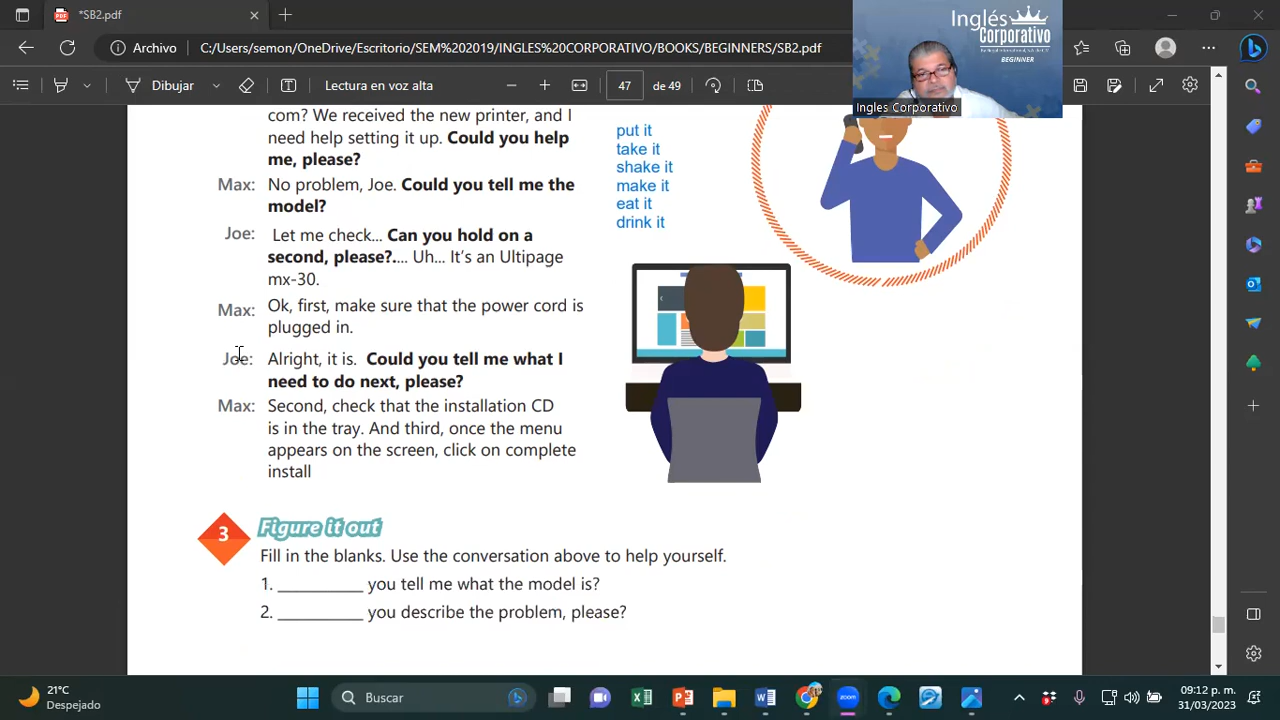 *SB2.pdf
Archivo
C:/Users/semor/OneDrive/Escritorio/SEM%202019/INGLES%20CORPORATIVO/BOOKS/BEGINNERS/SB2.pdf
Dibujar
Lectura en voz alta
47
de 49
Inglés
Corporativo
BEGINNER
Ingles Corporativo
com? We received the new printer, and I
need help setting it up. Could you help
me, please?
Max: No problem, Joe. Could you tell me the
model?
Joe: Let me check... Can you hold on a
second, please?.... Uh... It’s an Ultipage
mx-30.
Max: Ok, first, make sure that the power cord is
plugged in.
Joe: Alright, it is. Could you tell me what I
need to do next, please?
Max: Second, check that the installation CD
is in the tray. And third, once the menu
appears on the screen, click on complete
install
put it
take it
shake it
make it
eat it
drink it
3 Figure it out
Fill in the blanks. Use the conversation above to help yourself.
1. __________ you tell me what the model is?
2. __________ you describe the problem, please?
21°C
Despejado
Buscar
09:12 p. m.
31/03/2023